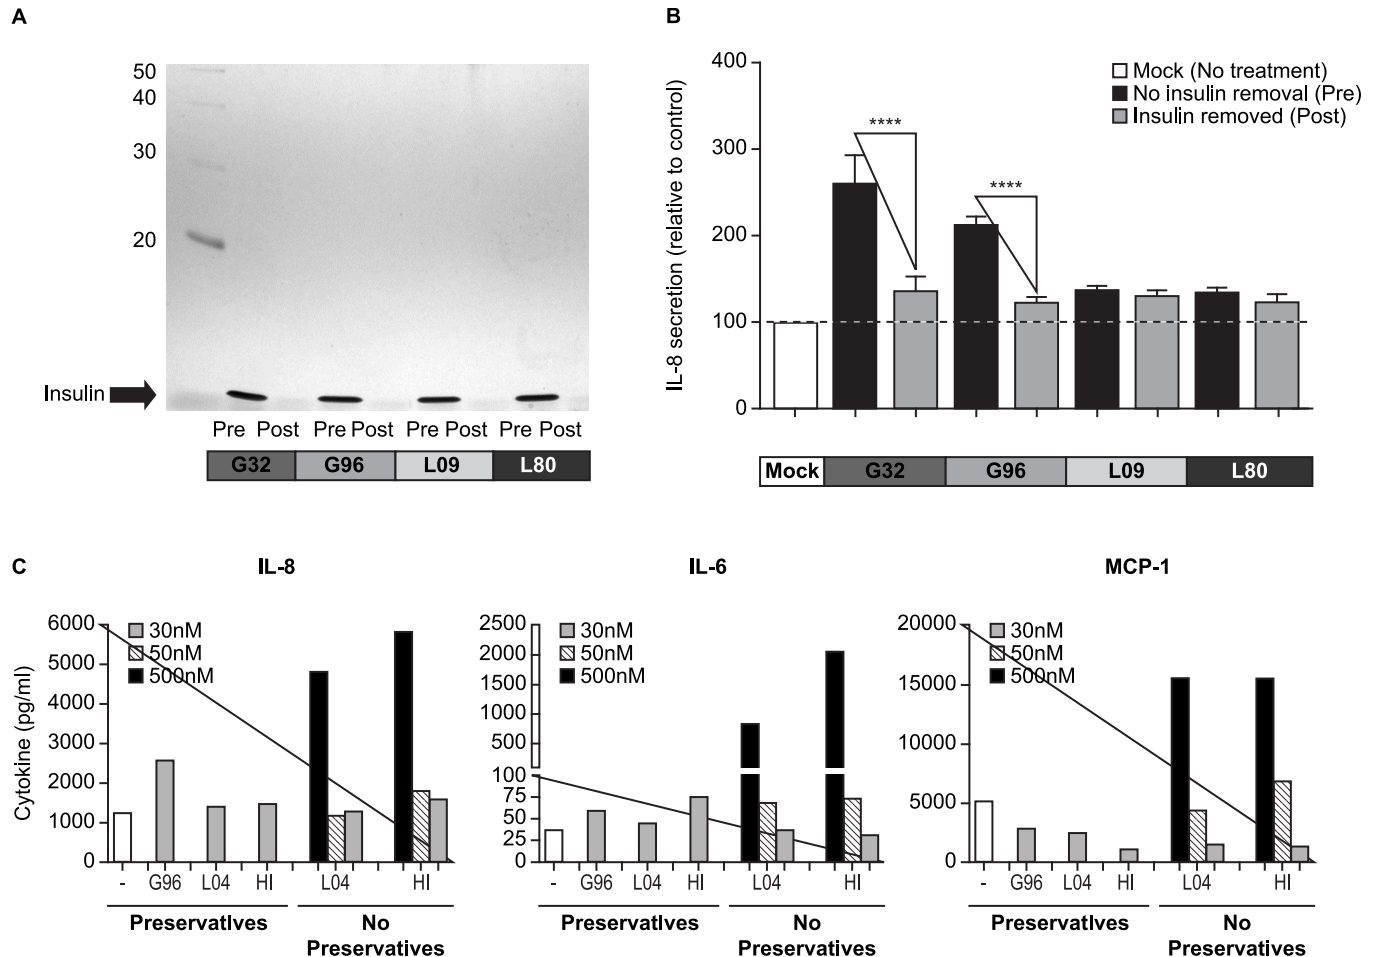 A
50
40
30
20
Insulin
Pre Post Pre Post Pre Post Pre Post
G32 G96 L09 L80
B
IL-8 secretion (relative to control)
400
300
200
100
0
Mock (No treatment)
No insulin removal (Pre)
Insulin removed (Post)
****
****
Mock G32 G96 L09 L80
C
IL-8
Cytokine (pg/ml)
6000
5000
4000
3000
2000
1000
0
30nM
50nM
500nM
- G96 L04 HI L04 HI
Preservatives
No
Preservatives
IL-6
2500
2000
1500
1000
500
100
75
50
25
0
30nM
50nM
500nM
- G96 L04 HI L04 HI
Preservatives
No
Preservatives
MCP-1
20000
15000
10000
5000
0
30nM
50nM
500nM
- G96 L04 HI L04 HI
Preservatives
No
Preservatives